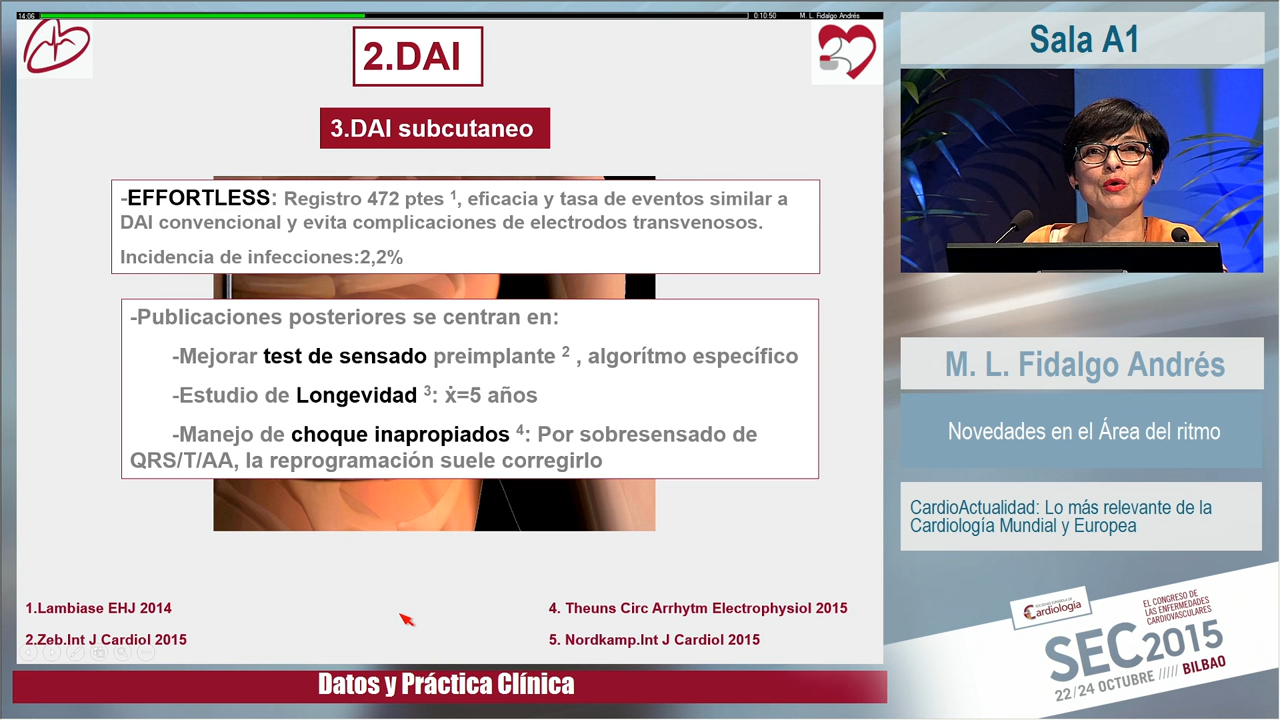 14:06
0:10:50
M. L. Fidalgo Andrés
2.DAI
3.DAI subcutaneo
-EFFORTLESS: Registro 472 ptes 1, eficacia y tasa de eventos similar a
DAI convencional y evita complicaciones de electrodos transvenosos.
Incidencia de infecciones:2,2%
-Publicaciones posteriores se centran en:
-Mejorar test de sensado preimplante 2 , algorítmo específico
-Estudio de Longevidad 3: ẋ=5 años
-Manejo de choque inapropiados 4: Por sobresensado de
QRS/T/AA, la reprogramación suele corregirlo
1.Lambiase EHJ 2014
2.Zeb.Int J Cardiol 2015
4. Theuns Circ Arrhytm Electrophysiol 2015
5. Nordkamp.Int J Cardiol 2015
Datos y Práctica Clínica
Sala A1
M. L. Fidalgo Andrés
Novedades en el Área del ritmo
CardioActualidad: Lo más relevante de la
Cardiología Mundial y Europea
SOCIEDAD ESPAÑOLA DE
Cardiología
EL CONGRESO DE
LAS ENFERMEDADES
CARDIOVASCULARES
SEC2015
22/24 OCTUBRE ///// BILBAO